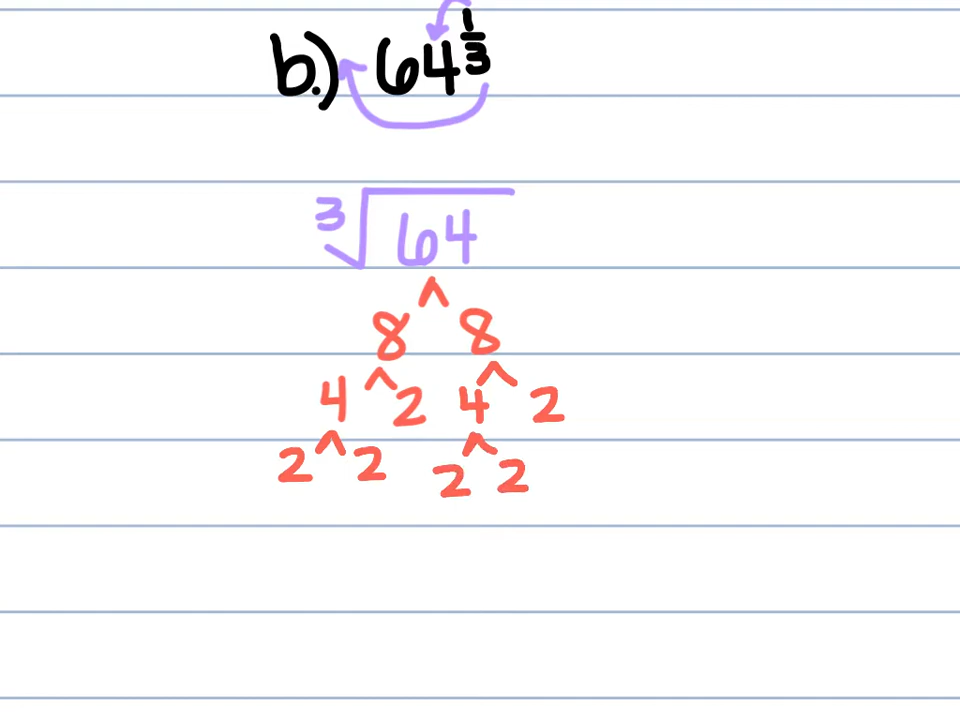 b.) 64^(1/3)
∛64
8 8
4 2 4 2
2 2 2 2